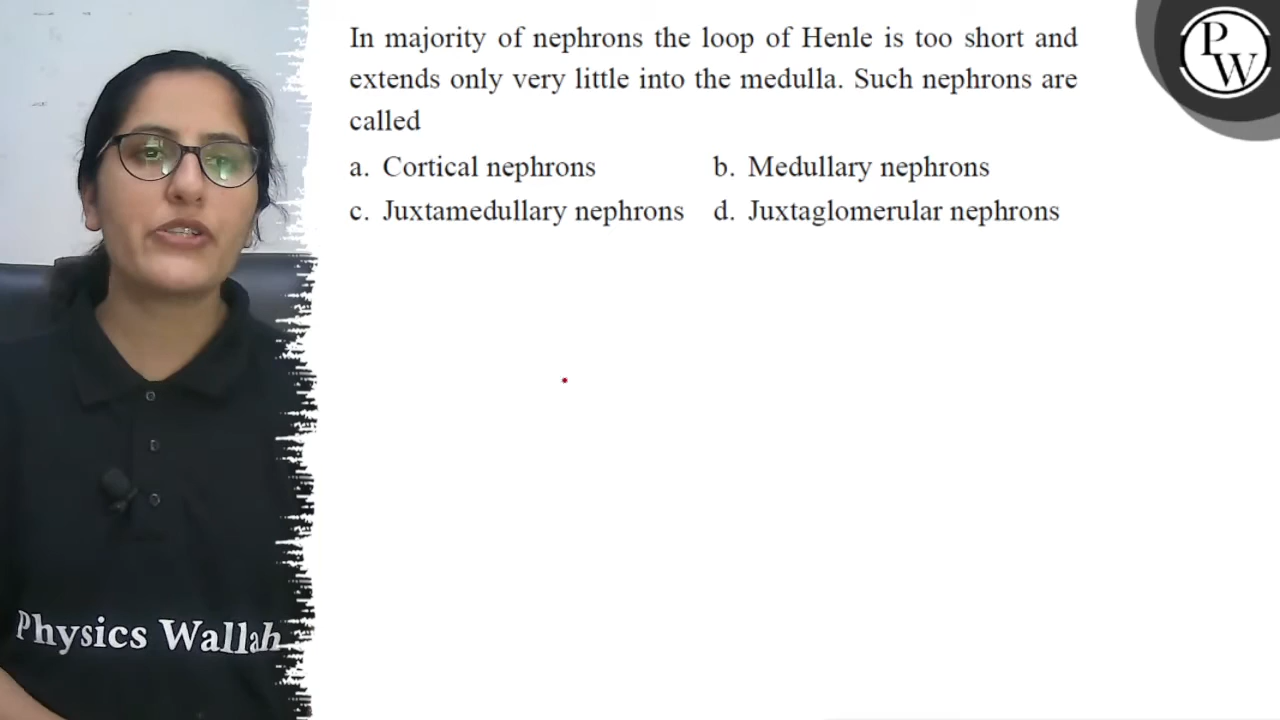 In majority of nephrons the loop of Henle is too short and
extends only very little into the medulla. Such nephrons are
called
a. Cortical nephrons b. Medullary nephrons
c. Juxtamedullary nephrons d. Juxtaglomerular nephrons
PW
Physics Wallah